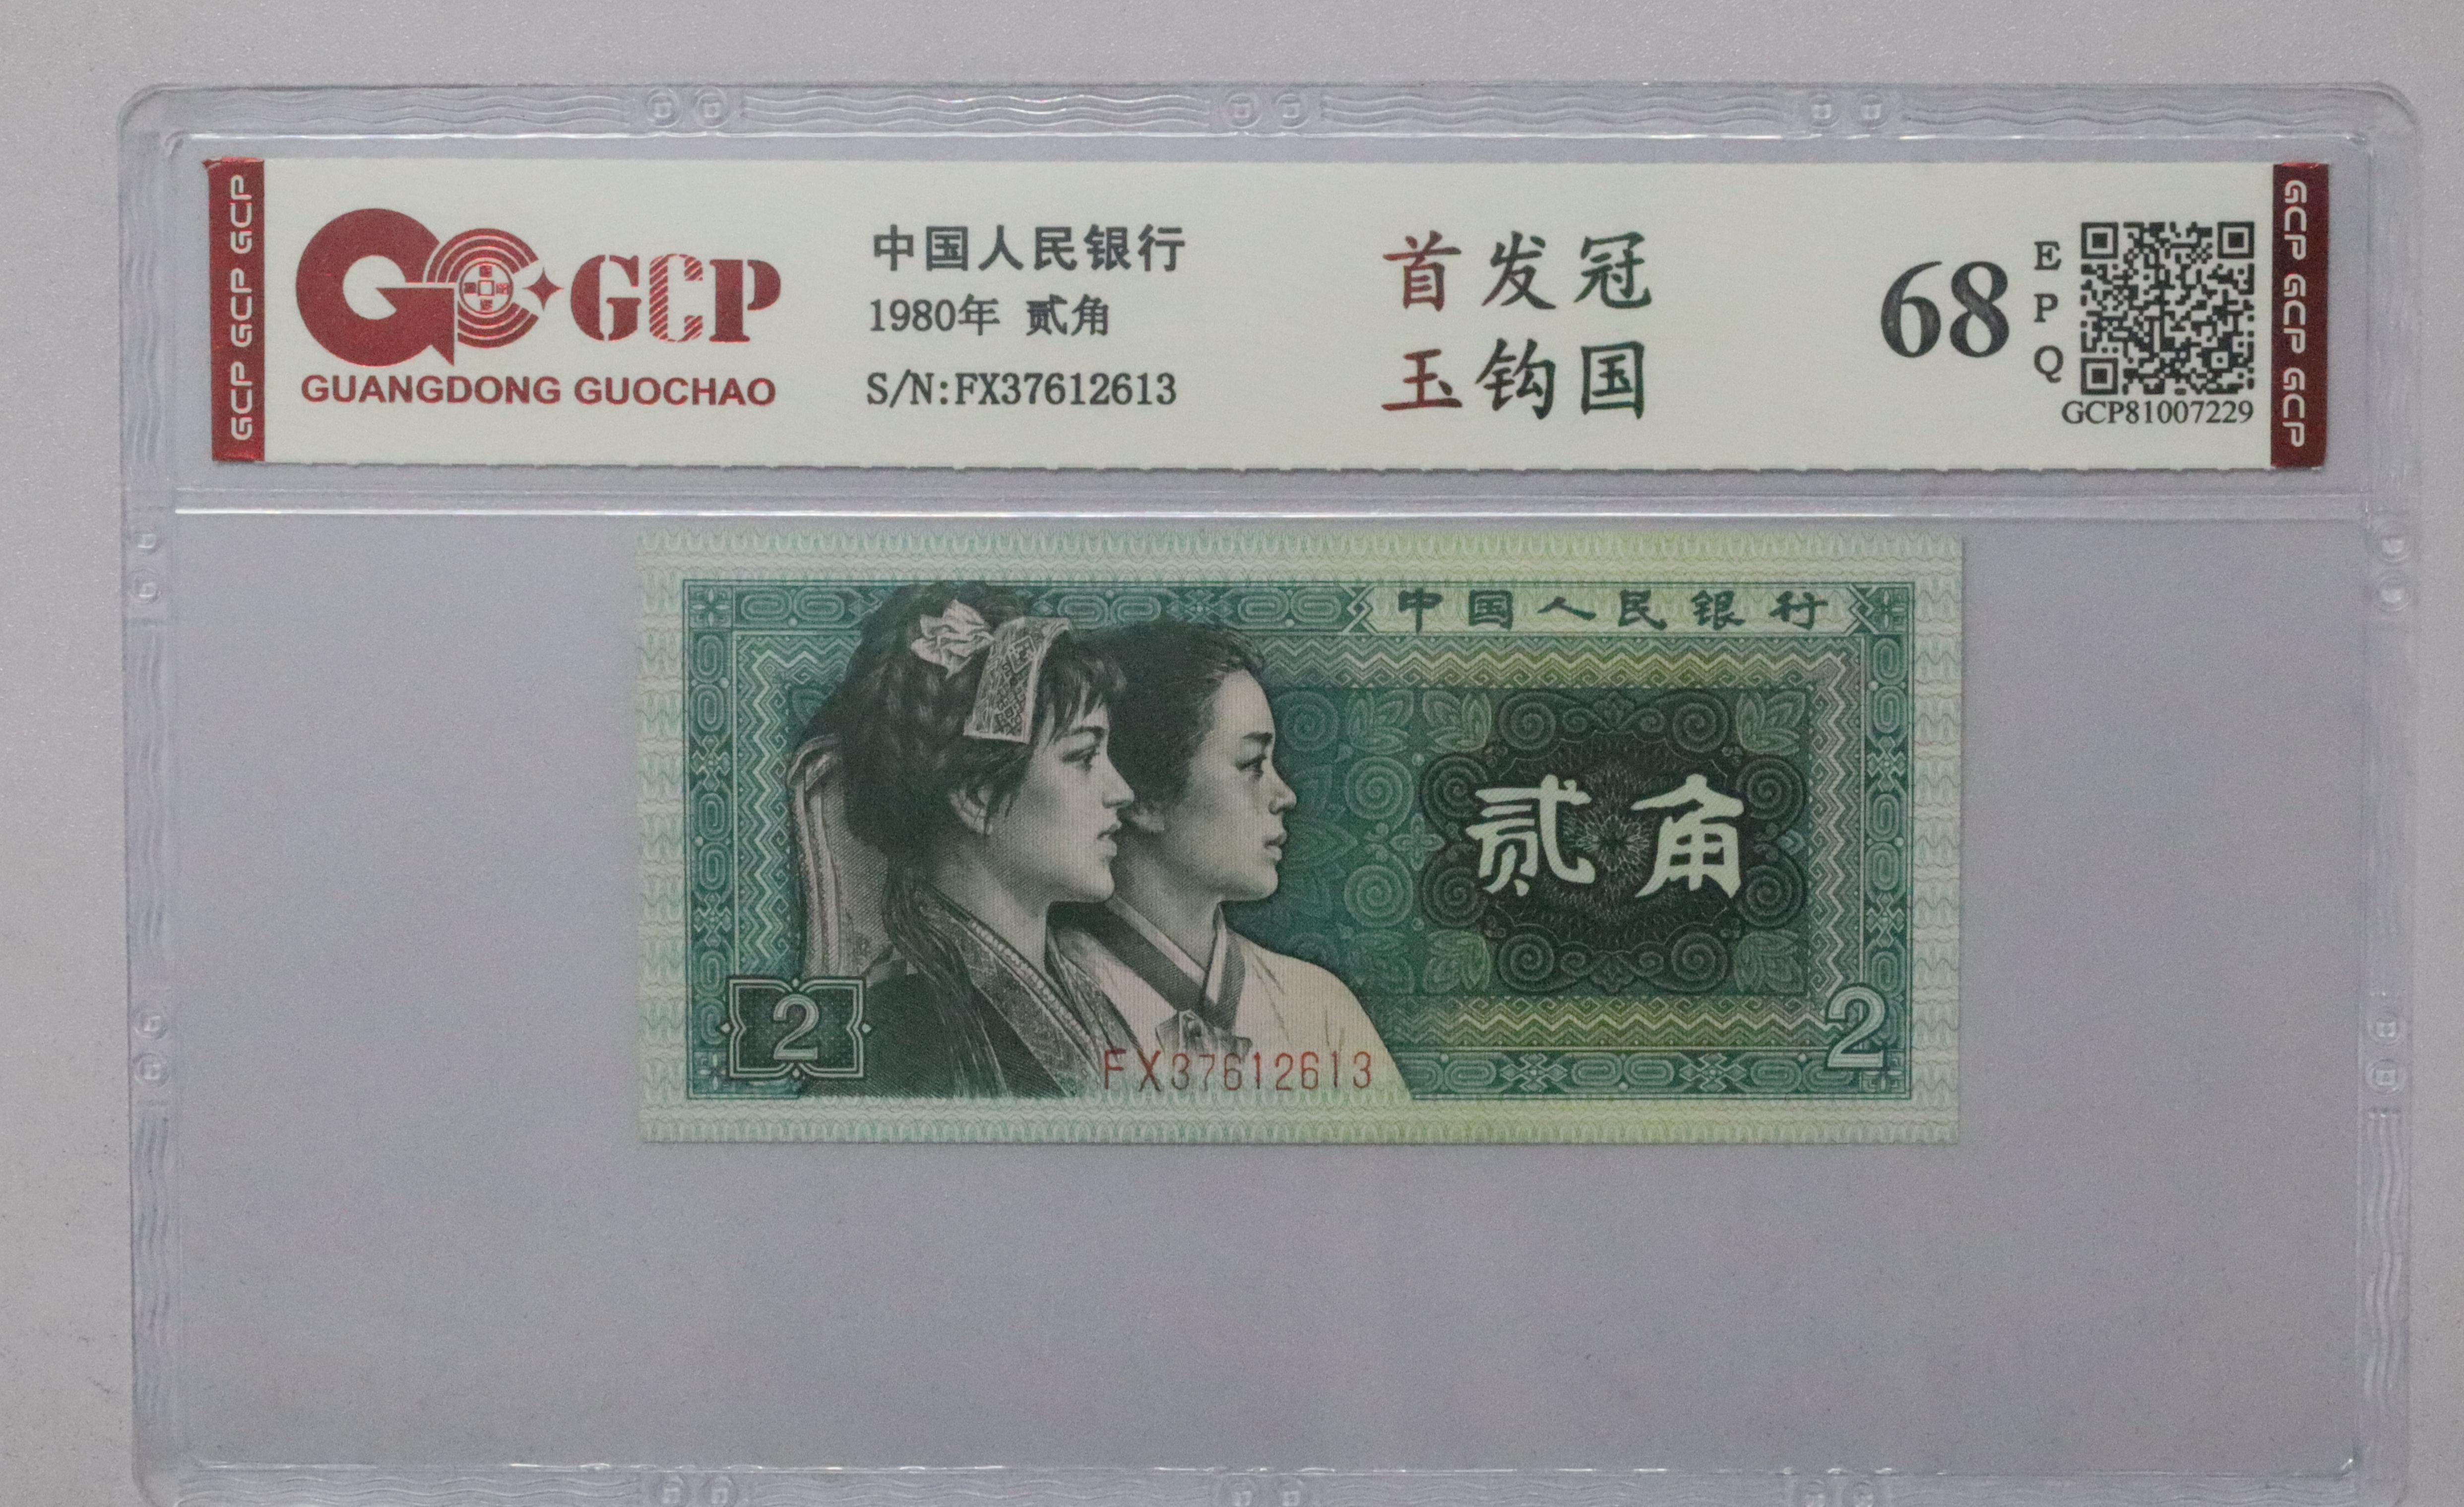 GCP GCP GCP
GCP
GUANGDONG GUOCHAO
中国人民银行
1980年 贰角
S/N:FX37612613
首发冠
玉钩国
68
EPQ
GCP81007229
GCP GCP GCP
中国人民银行
贰角
2
2
FX37612613